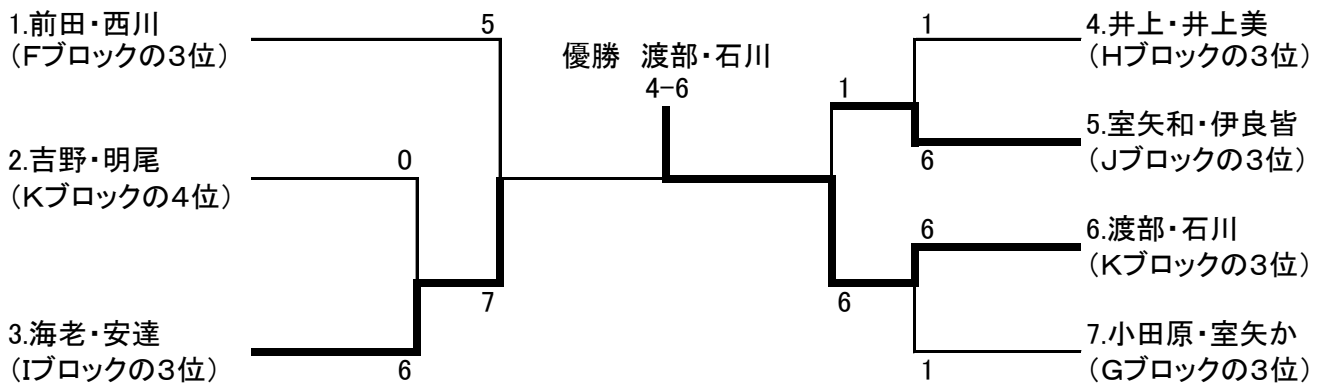 1.前田・西川
(Fブロックの3位)
5
2.吉野・明尾
(Kブロックの4位)
0
7
3.海老・安達
(Iブロックの3位)
6
優勝 渡部・石川
4-6
1
4.井上・井上美
(Hブロックの3位)
1
5.室矢和・伊良皆
(Jブロックの3位)
6
6
6.渡部・石川
(Kブロックの3位)
6
7.小田原・室矢か
(Gブロックの3位)
1